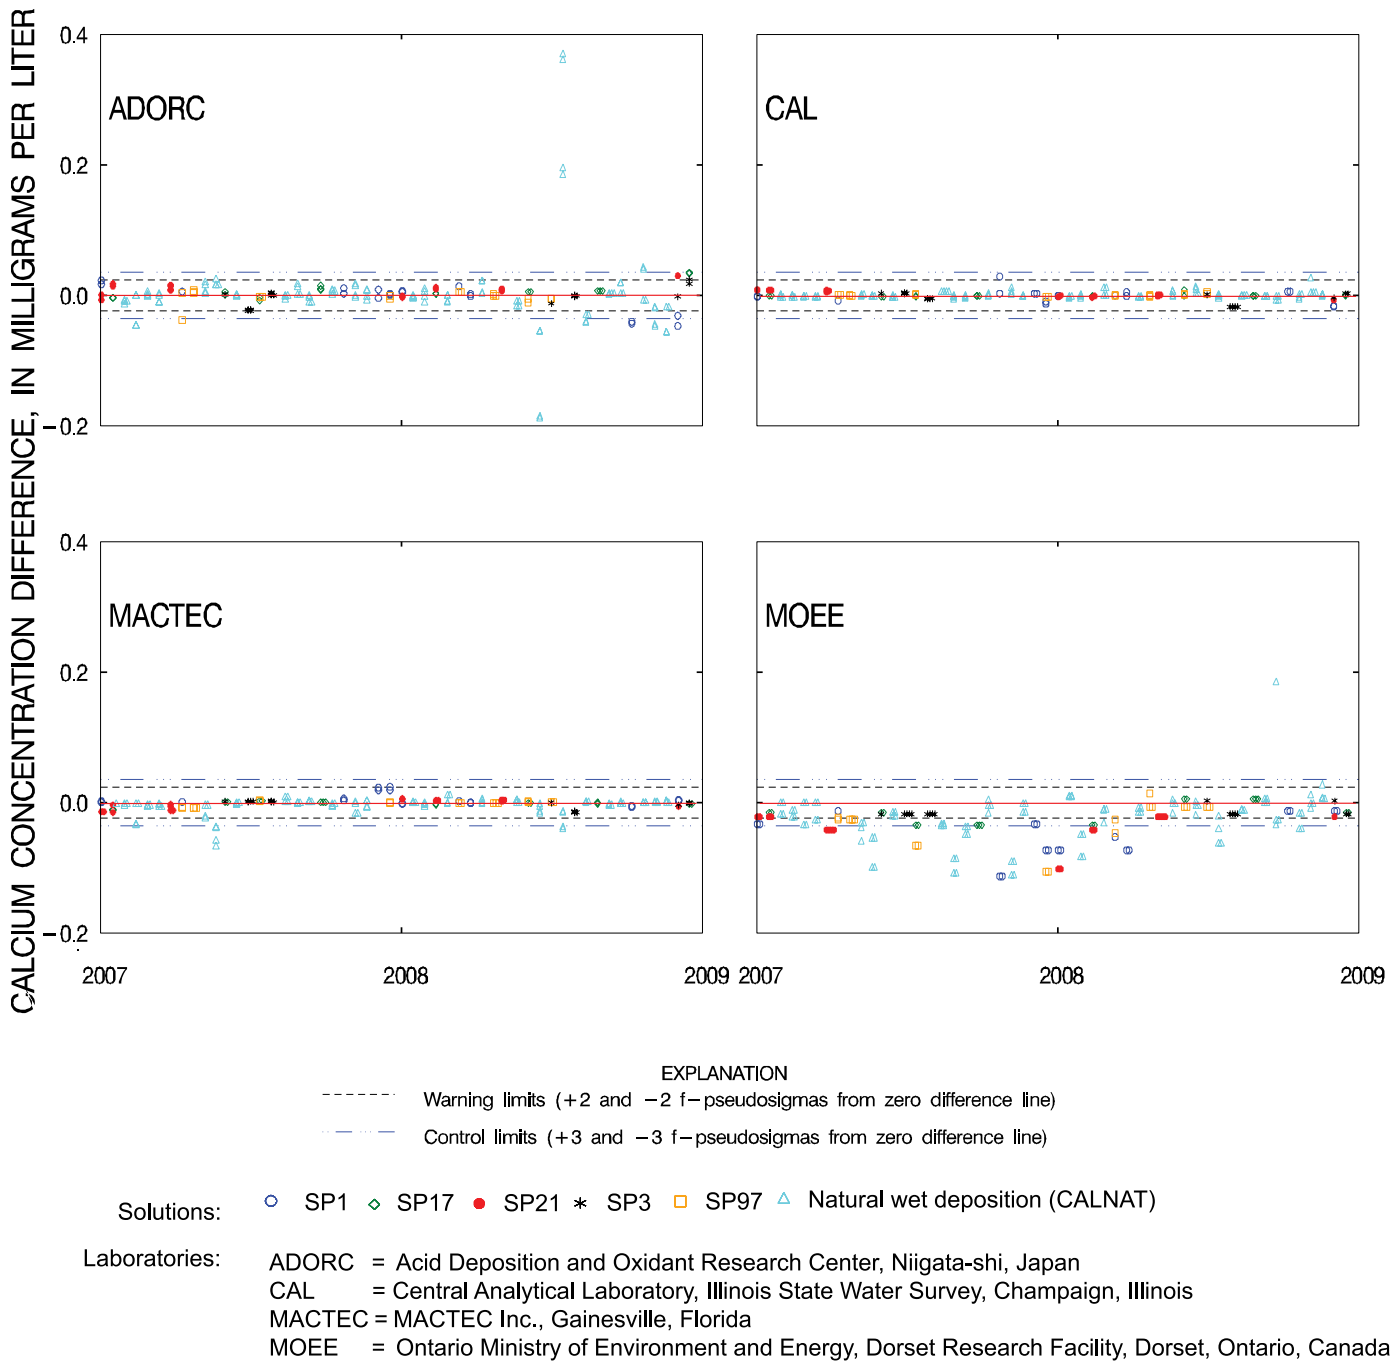 CALCIUM CONCENTRATION DIFFERENCE, IN MILLIGRAMS PER LITER
0.4
0.2
0.0
−0.2
ADORC
CAL
0.4
0.2
0.0
−0.2
MACTEC
MOEE
2007
2008
2009
2007
2008
2009
EXPLANATION
Warning limits (+2 and −2 f−pseudosigmas from zero difference line)
Control limits (+3 and −3 f−pseudosigmas from zero difference line)
Solutions: SP1 SP17 SP21 SP3 SP97 Natural wet deposition (CALNAT)
Laboratories: ADORC = Acid Deposition and Oxidant Research Center, Niigata-shi, Japan
CAL = Central Analytical Laboratory, Illinois State Water Survey, Champaign, Illinois
MACTEC = MACTEC Inc., Gainesville, Florida
MOEE = Ontario Ministry of Environment and Energy, Dorset Research Facility, Dorset, Ontario, Canada